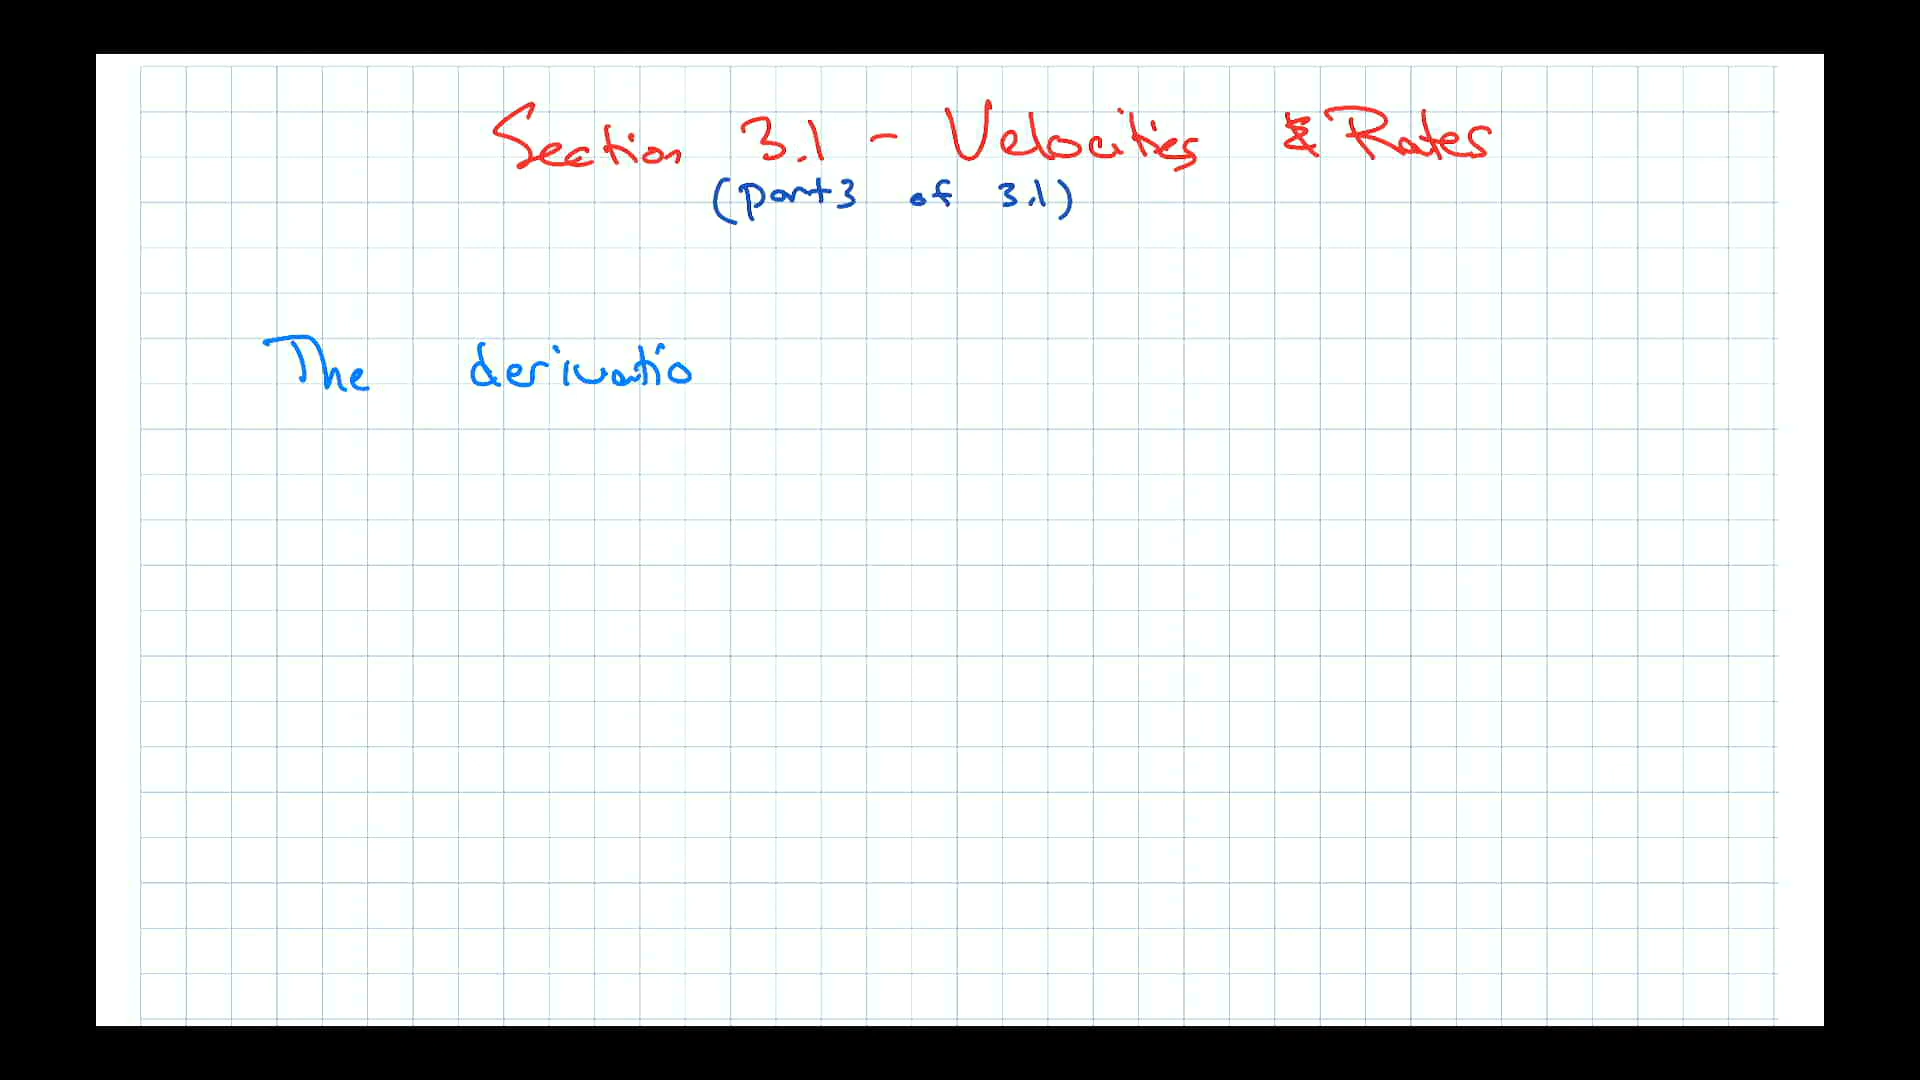 Section 3.1 - Velocities & Rates
(part 3 of 3.1)
The derivatio